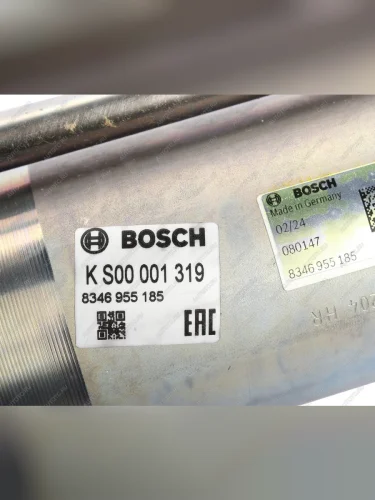 BOSCH
K S00 001 319
8346 955 185
EAC
BOSCH
Made in Germany
02/24
080147
8346 955 185